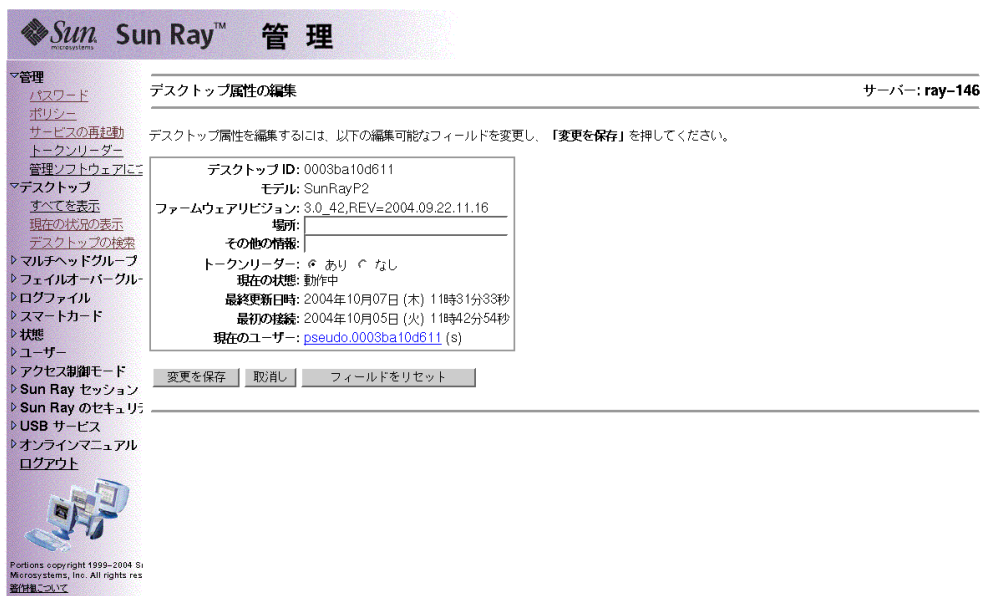 Sun microsystems Sun Ray™ 管 理
▽管理
パスワード
ポリシー
サービスの再起動
トークンリーダー
管理ソフトウェアにつ
▽デスクトップ
すべてを表示
現在の状況の表示
デスクトップの検索
▷マルチヘッドグループ
▷フェイルオーバーグルー
▷ログファイル
▷スマートカード
▷状態
▷ユーザー
▷アクセス制御モード
▷Sun Ray セッション
▷Sun Ray のセキュリテ
▷USB サービス
▷オンラインマニュアル
ログアウト
Portions copyright 1999-2004 Su
Microsystems, Inc. All rights res
著作権について
デスクトップ属性の編集 サーバー: ray-146
デスクトップ属性を編集するには、以下の編集可能なフィールドを変更し、「変更を保存」を押してください。
デスクトップ ID: 0003ba10d611
モデル: SunRayP2
ファームウェアリビジョン: 3.0_42,REV=2004.09.22.11.16
場所:
その他の情報:
トークンリーダー: あり なし
現在の状態: 動作中
最終更新日時: 2004年10月07日 (木) 11時31分33秒
最初の接続: 2004年10月05日 (火) 11時42分54秒
現在のユーザー: pseudo.0003ba10d611 (s)
変更を保存 取消し フィールドをリセット